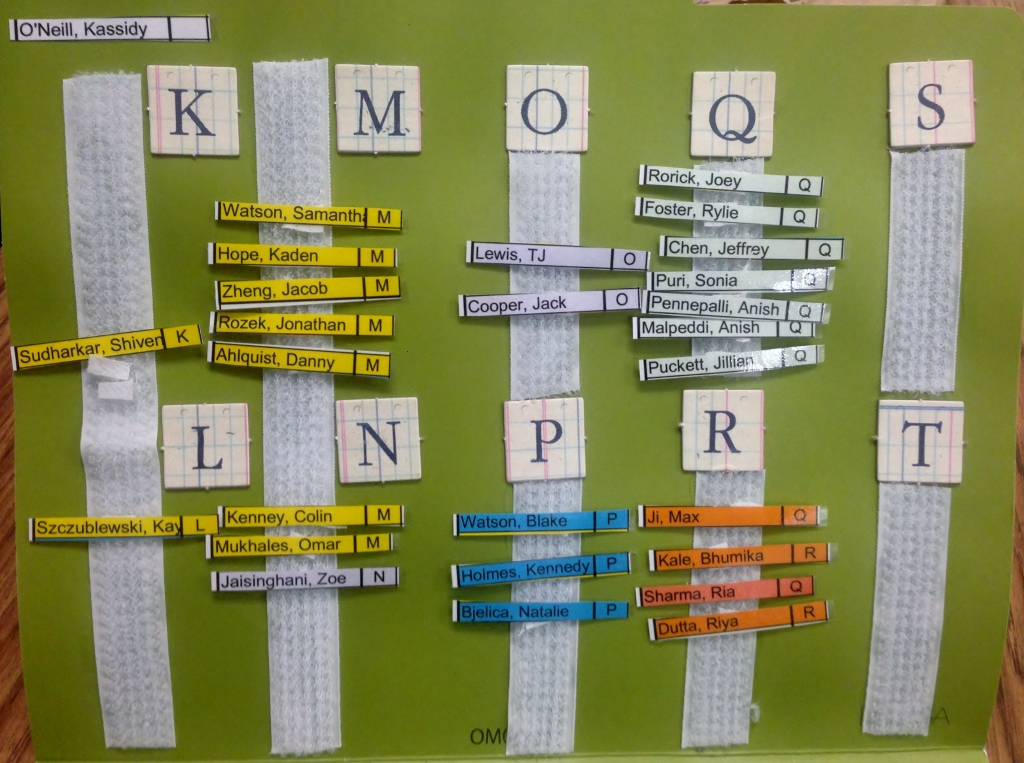 O'Neill, Kassidy
K
M
O
Q
S
Sudharkar, Shiven K
Watson, Samantha M
Hope, Kaden M
Zheng, Jacob M
Rozek, Jonathan M
Ahlquist, Danny M
Lewis, TJ O
Cooper, Jack O
Rorick, Joey Q
Foster, Rylie Q
Chen, Jeffrey Q
Puri, Sonia Q
Pennepalli, Anish Q
Malpeddi, Anish Q
Puckett, Jillian Q
L
N
P
R
T
Szczublewski, Kay L
Kenney, Colin M
Mukhales, Omar M
Jaisinghani, Zoe N
Watson, Blake P
Holmes, Kennedy P
Bjelica, Natalie P
Ji, Max Q
Kale, Bhumika R
Sharma, Ria Q
Dutta, Riya R